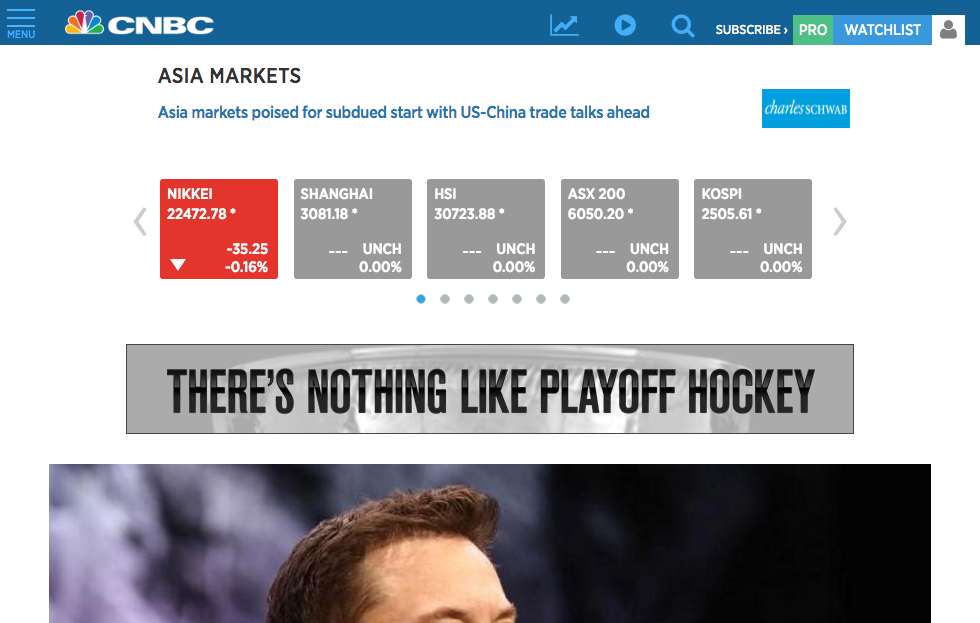 MENU
CNBC
SUBSCRIBE ›
PRO
WATCHLIST
ASIA MARKETS
Asia markets poised for subdued start with US-China trade talks ahead
charles SCHWAB
NIKKEI
22472.78 *
-35.25
-0.16%
SHANGHAI
3081.18 *
--- UNCH
0.00%
HSI
30723.88 *
--- UNCH
0.00%
ASX 200
6050.20 *
--- UNCH
0.00%
KOSPI
2505.61 *
--- UNCH
0.00%
THERE'S NOTHING LIKE PLAYOFF HOCKEY